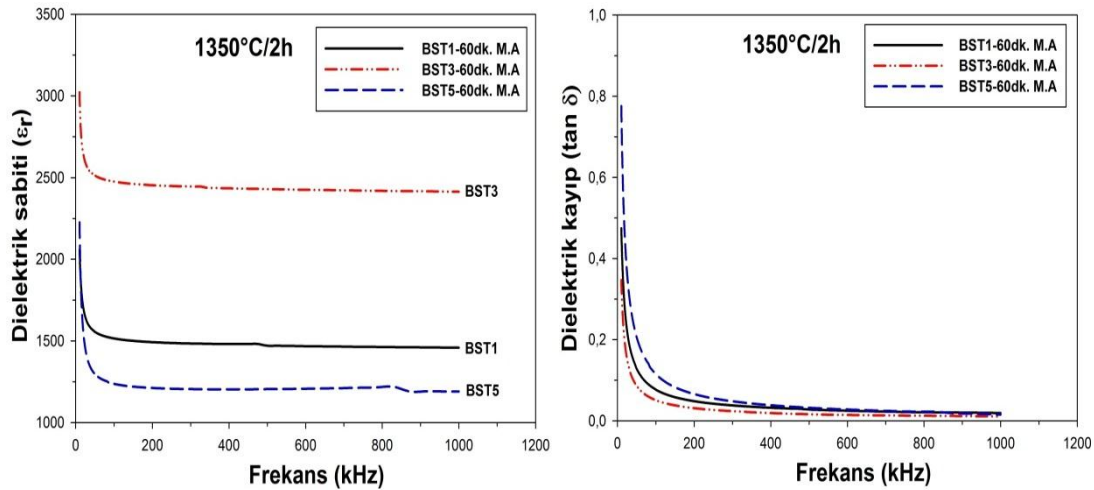 1350°C/2h
BST1-60dk. M.A
BST3-60dk. M.A
BST5-60dk. M.A
Dielektrik sabiti (εr)
3500
3000
2500
2000
1500
1000
BST3
BST1
BST5
0
200
400
600
800
1000
1200
Frekans (kHz)
1350°C/2h
BST1-60dk. M.A
BST3-60dk. M.A
BST5-60dk. M.A
Dielektrik kayıp (tan δ)
1,0
0,8
0,6
0,4
0,2
0,0
0
200
400
600
800
1000
1200
Frekans (kHz)